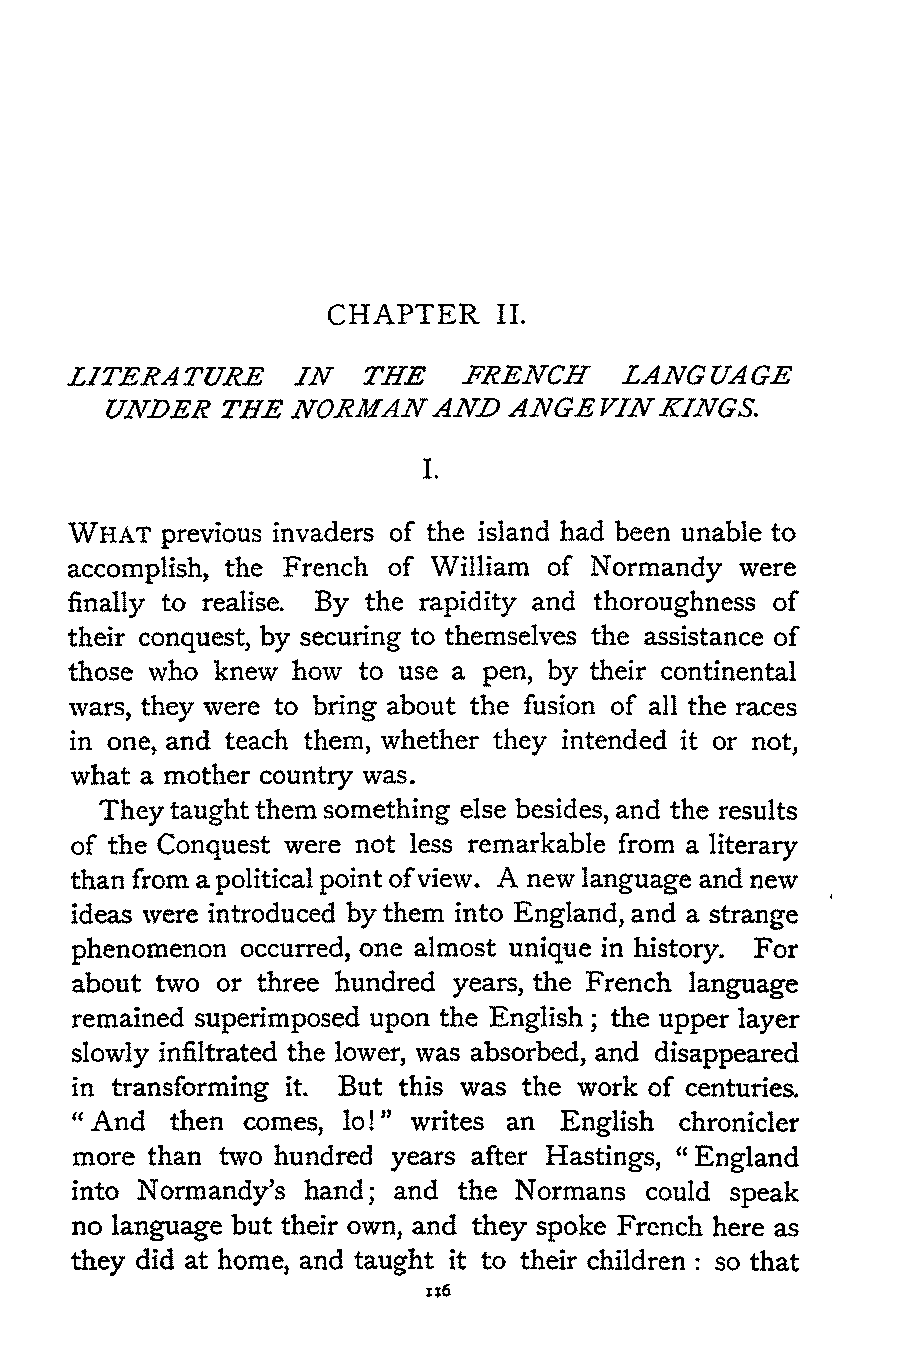 CHAPTER II.
LITERATURE IN THE FRENCH LANGUAGE
UNDER THE NORMAN AND ANGEVIN KINGS.
I.
WHAT previous invaders of the island had been unable to
accomplish, the French of William of Normandy were
finally to realise. By the rapidity and thoroughness of
their conquest, by securing to themselves the assistance of
those who knew how to use a pen, by their continental
wars, they were to bring about the fusion of all the races
in one, and teach them, whether they intended it or not,
what a mother country was.
They taught them something else besides, and the results
of the Conquest were not less remarkable from a literary
than from a political point of view. A new language and new
ideas were introduced by them into England, and a strange
phenomenon occurred, one almost unique in history. For
about two or three hundred years, the French language
remained superimposed upon the English; the upper layer
slowly infiltrated the lower, was absorbed, and disappeared
in transforming it. But this was the work of centuries.
"And then comes, lo!" writes an English chronicler
more than two hundred years after Hastings, "England
into Normandy's hand; and the Normans could speak
no language but their own, and they spoke French here as
they did at home, and taught it to their children: so that
116